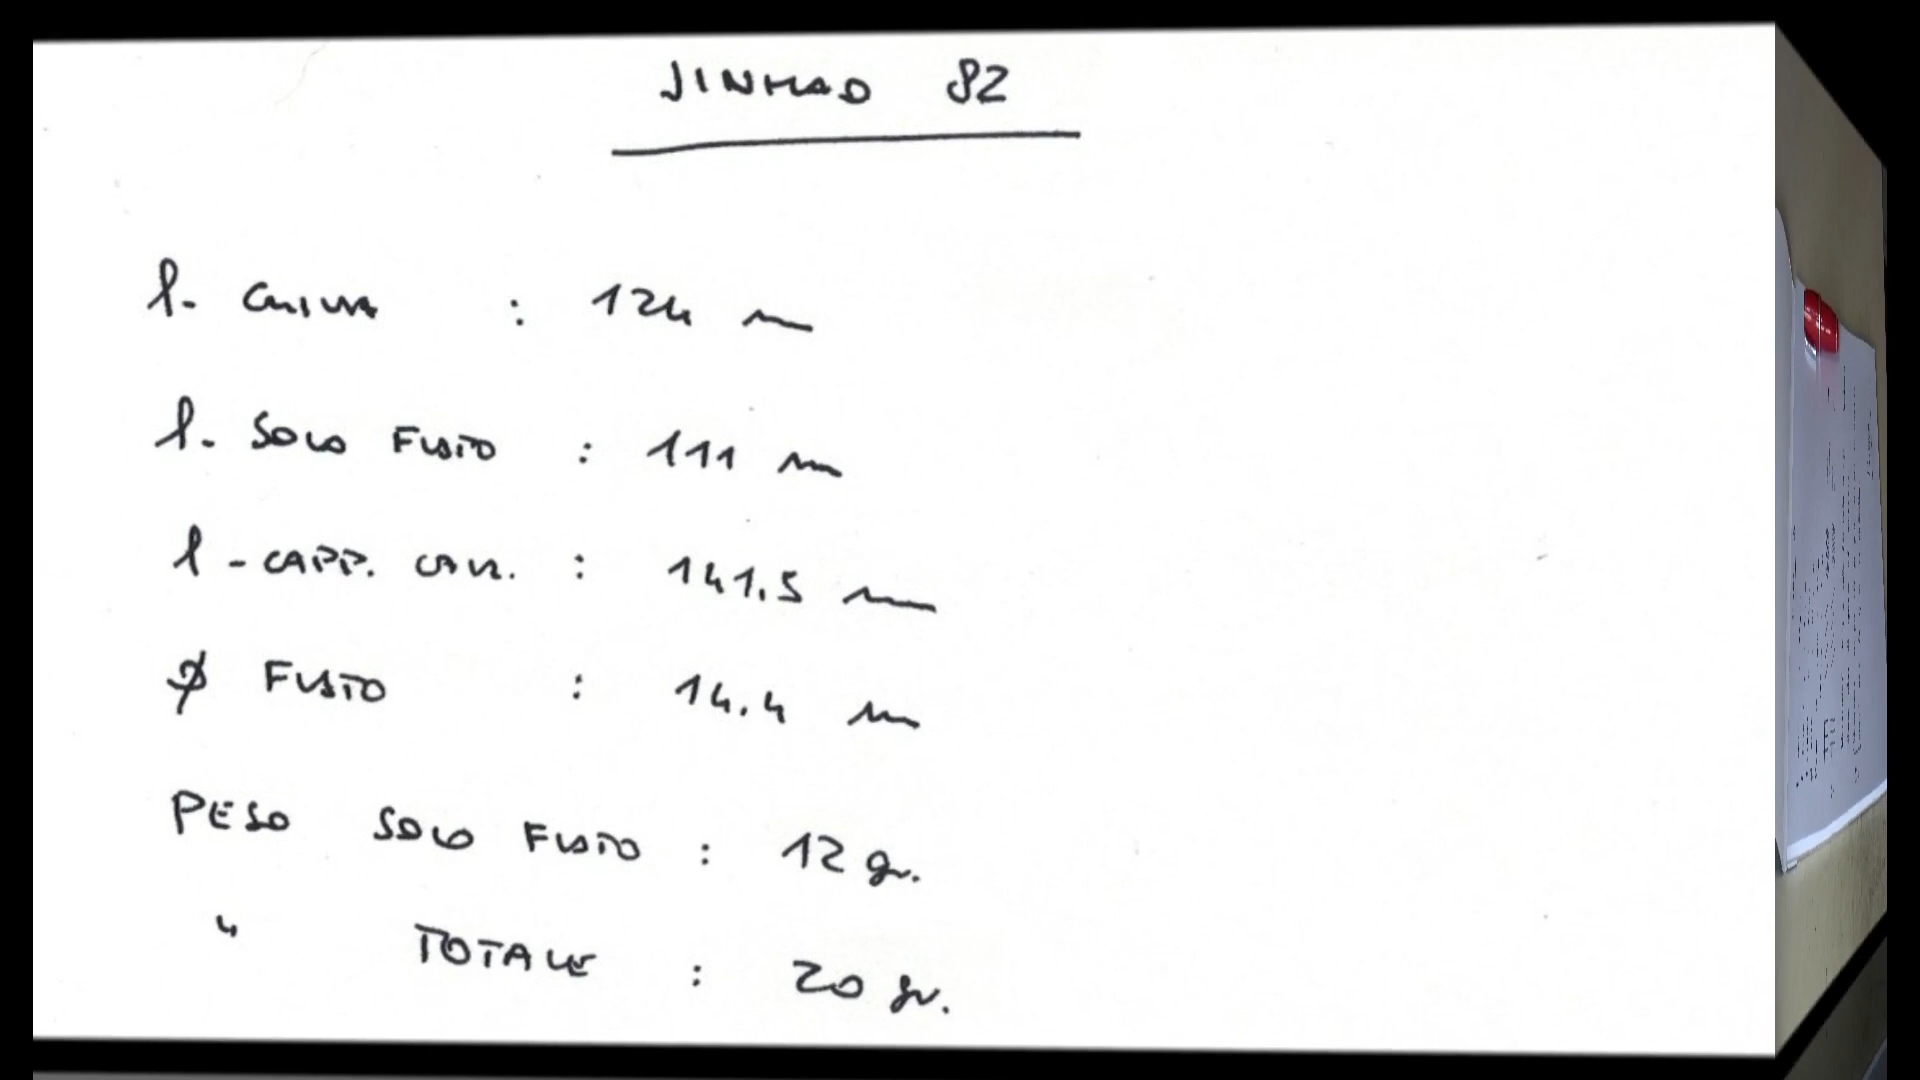 JINHAO 82
l. CHIUSA : 124 mm
l. SOLO FUSTO : 111 mm
l - CAPP. CALZ. : 141.5 mm
Ø FUSTO : 14.4 mm
PESO SOLO FUSTO : 12 gr.
" TOTALE : 20 gr.